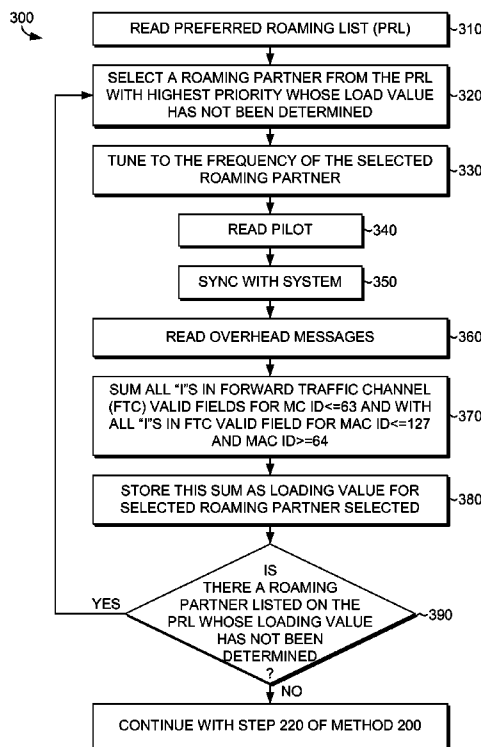 300
READ PREFERRED ROAMING LIST (PRL)
310
SELECT A ROAMING PARTNER FROM THE PRL
WITH HIGHEST PRIORITY WHOSE LOAD VALUE
HAS NOT BEEN DETERMINED
320
TUNE TO THE FREQUENCY OF THE SELECTED
ROAMING PARTNER
330
READ PILOT
340
SYNC WITH SYSTEM
350
READ OVERHEAD MESSAGES
360
SUM ALL “I”S IN FORWARD TRAFFIC CHANNEL
(FTC) VALID FIELDS FOR MC ID<=63 AND WITH
ALL “I”S IN FTC VALID FIELD FOR MAC ID<=127
AND MAC ID>=64
370
STORE THIS SUM AS LOADING VALUE FOR
SELECTED ROAMING PARTNER SELECTED
380
IS
THERE A ROAMING
PARTNER LISTED ON THE
PRL WHOSE LOADING VALUE
HAS NOT BEEN
DETERMINED
?
390
YES
NO
CONTINUE WITH STEP 220 OF METHOD 200